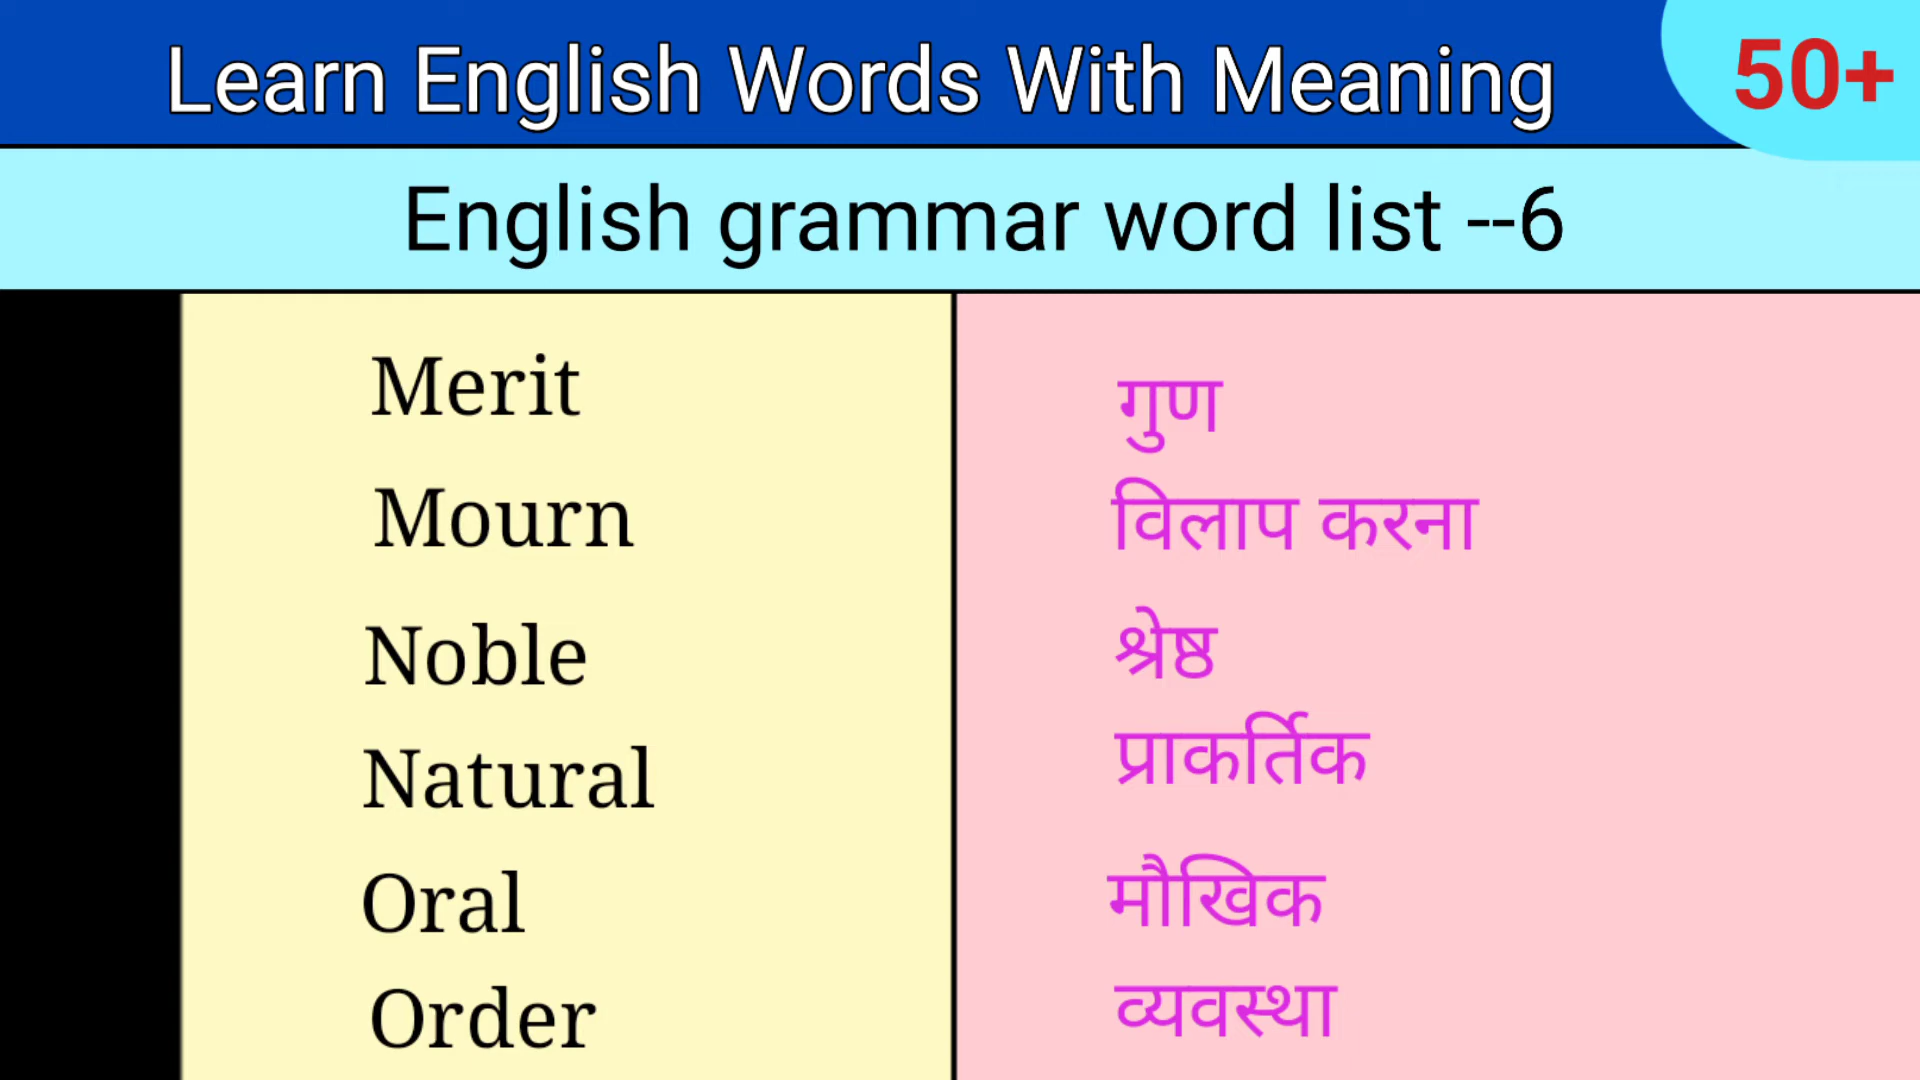 Learn English Words With Meaning 50+
English grammar word list --6
Merit गुण
Mourn विलाप करना
Noble श्रेष्ठ
Natural प्राकर्तिक
Oral मौखिक
Order व्यवस्था